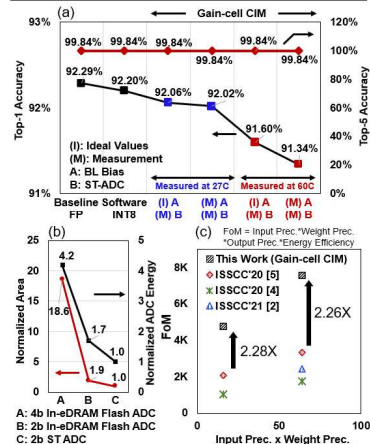 (a)
Gain-cell CIM
93%
92%
91%
Top-1 Accuracy
120%
100%
80%
60%
40%
20%
0%
Top-5 Accuracy
99.84% 99.84% 99.84% 99.84% 99.84% 99.84%
92.29% 92.20% 92.06% 92.02% 91.60% 91.34%
(I): Ideal Values
(M): Measurement
A: BL Bias
B: ST-ADC
Measured at 27C
Measured at 60C
Baseline Software (I) A (M) A (I) A (M) A
FP INT8 (M) B (M) B (M) B (M) B
(b)
Normalized Area
25
20
15
10
5
0
Normalized ADC Energy
5
4
3
2
1
0
4.2
18.6
1.7
1.9
1.0
1.0
A B C
A: 4b In-eDRAM Flash ADC
B: 2b In-eDRAM Flash ADC
C: 2b ST ADC
(c)
FoM = Input Prec.*Weight Prec.
*Output Prec.*Energy Efficiency
This Work (Gain-cell CIM)
ISSCC'20 [5]
ISSCC'20 [4]
ISSCC'21 [2]
FoM
8K
6K
4K
2K
0
2.28X
2.26X
0 50 100
Input Prec. x Weight Prec.